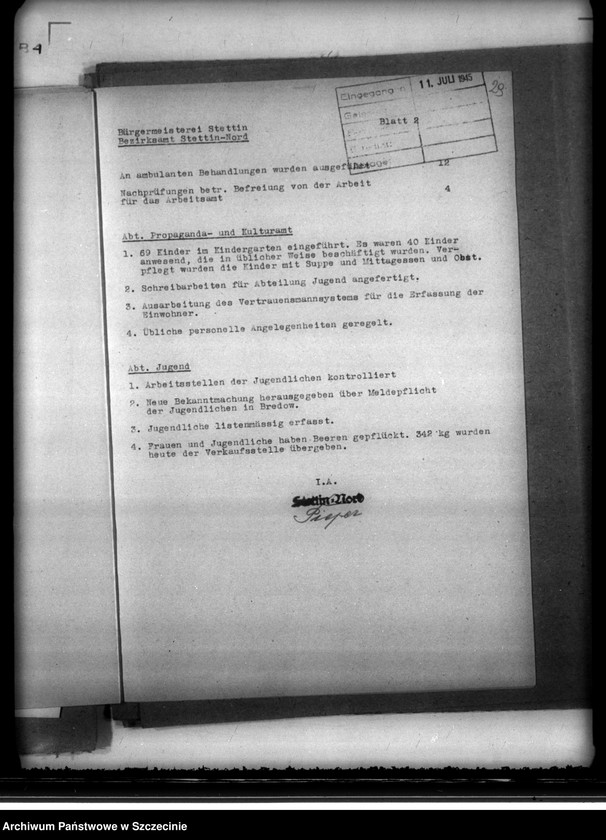 84
Eingegangen 11. JULI 1945
29
Bürgermeisterei Stettin
Bezirksamt Stettin-Nord
Blatt 2
An ambulanten Behandlungen wurden ausgeführt 12
Nachprüfungen betr. Befreiung von der Arbeit
für das Arbeitsamt 4
Abt. Propaganda- und Kulturamt
1. 69 Kinder im Kindergarten eingeführt. Es waren 40 Kinder
anwesend, die in üblicher Weise beschäftigt wurden. Ver-
pflegt wurden die Kinder mit Suppe und Mittagessen und Obst.
2. Schreibarbeiten für Abteilung Jugend angefertigt.
3. Ausarbeitung des Vertrauensmannsystems für die Erfassung der
Einwohner.
4. Übliche personelle Angelegenheiten geregelt.
Abt. Jugend
1. Arbeitsstellen der Jugendlichen kontrolliert
2. Neue Bekanntmachung herausgegeben über Meldepflicht
der Jugendlichen in Bredow.
3. Jugendliche listenmässig erfasst.
4. Frauen und Jugendliche haben Beeren gepflückt. 342 kg wurden
heute der Verkaufsstelle übergeben.
I.A.
Stettin-Nord
Archiwum Państwowe w Szczecinie